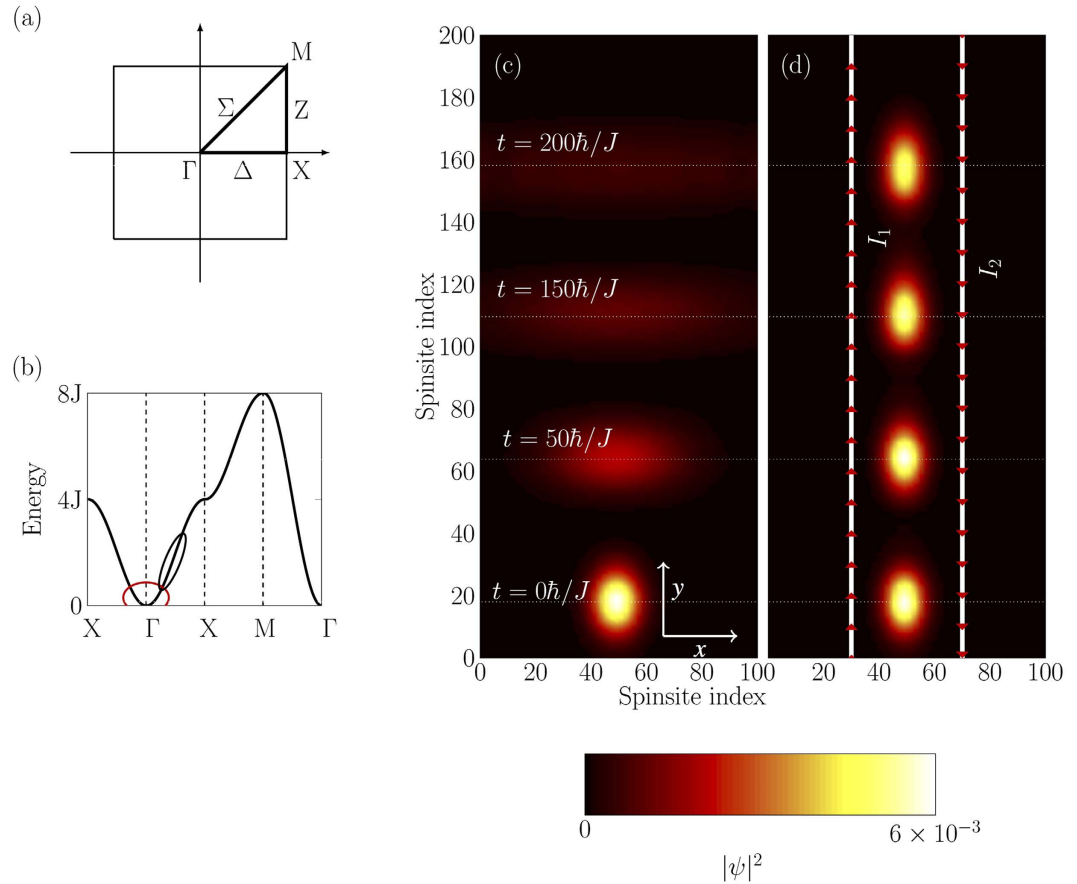 (a)
M
Σ
Z
Γ
Δ
X
(b)
8J
4J
0
Energy
X
Γ
X
M
Γ
(c)
200
180
160
140
120
100
80
60
40
20
0
Spinsite index
t = 200ħ/J
t = 150ħ/J
t = 50ħ/J
t = 0ħ/J
y
x
0
20
40
60
80
100
(d)
I₁
I₂
20
40
60
80
100
Spinsite index
0
6 × 10⁻³
|ψ|²